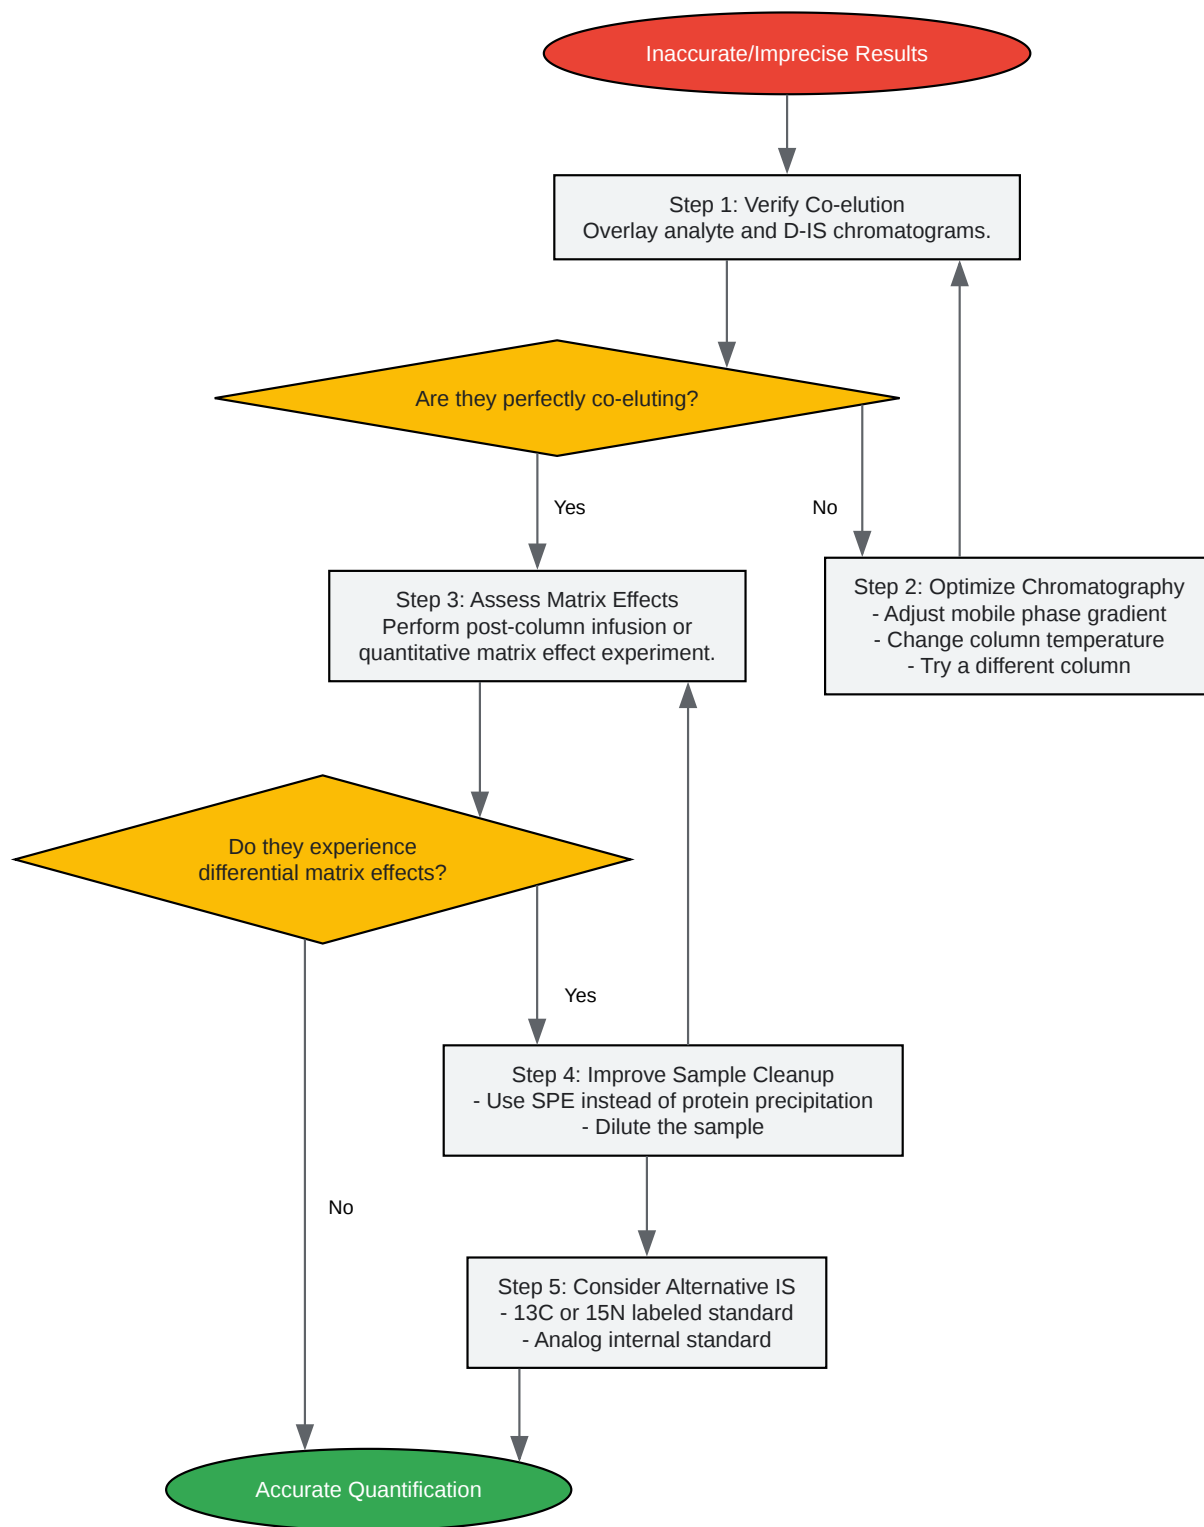 Inaccurate/Imprecise Results
Step 1: Verify Co-elution
Overlay analyte and D-IS chromatograms.
Are they perfectly co-eluting?
Yes
No
Step 2: Optimize Chromatography
- Adjust mobile phase gradient
- Change column temperature
- Try a different column
Step 3: Assess Matrix Effects
Perform post-column infusion or
quantitative matrix effect experiment.
Do they experience
differential matrix effects?
Yes
Step 4: Improve Sample Cleanup
- Use SPE instead of protein precipitation
- Dilute the sample
No
Step 5: Consider Alternative IS
- 13C or 15N labeled standard
- Analog internal standard
Accurate Quantification